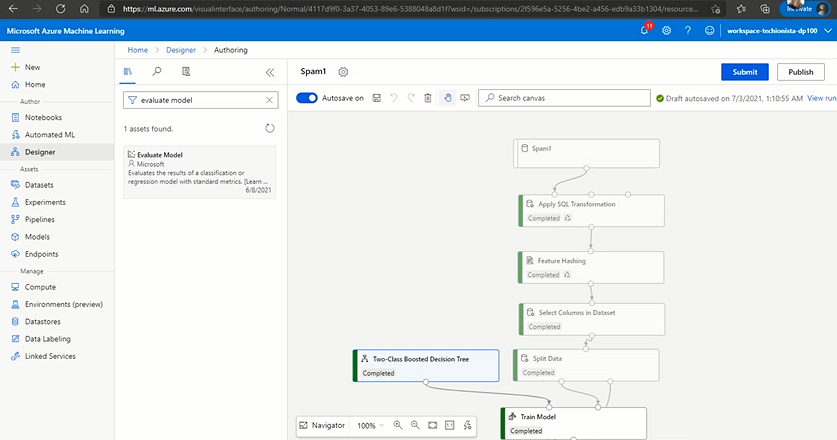 https://ml.azure.com/visualinterface/authoring/Normal/4117d9f0-3a37-4053-89e6-5388048a8d1f?wsid=/subscriptions/2f596e5a-5256-4be2-a456-edb9a33b1304/resource...
Microsoft Azure Machine Learning
11
workspace-techionista-dp100
New
Home
Author
Notebooks
Automated ML
Designer
Assets
Datasets
Experiments
Pipelines
Models
Endpoints
Manage
Compute
Environments (preview)
Datastores
Data Labeling
Linked Services
Home
Designer
Authoring
evaluate model
1 assets found.
Evaluate Model
Microsoft
Evaluates the results of a classification or
regression model with standard metrics. [Learn ...
6/8/2021
Spam1
Submit
Publish
Autosave on
Search canvas
Draft autosaved on 7/3/2021, 1:10:55 AM
View run
Spam1
Apply SQL Transformation
Completed
Feature Hashing
Completed
Select Columns in Dataset
Completed
Two-Class Boosted Decision Tree
Completed
Split Data
Completed
Train Model
Completed
Navigator
100%